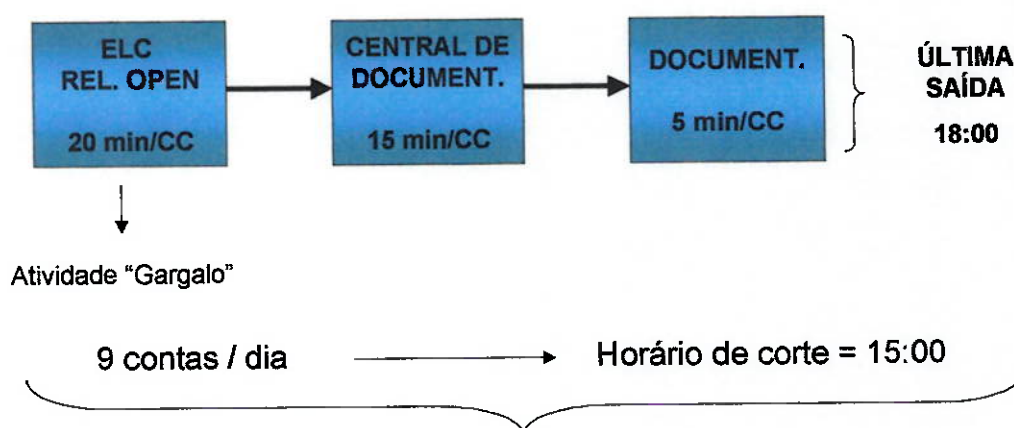 ELC
REL. OPEN
20 min/CC
CENTRAL DE
DOCUMENT.
15 min/CC
DOCUMENT.
5 min/CC
ÚLTIMA
SAÍDA
18:00
Atividade “Gargalo”
9 contas / dia
Horário de corte = 15:00